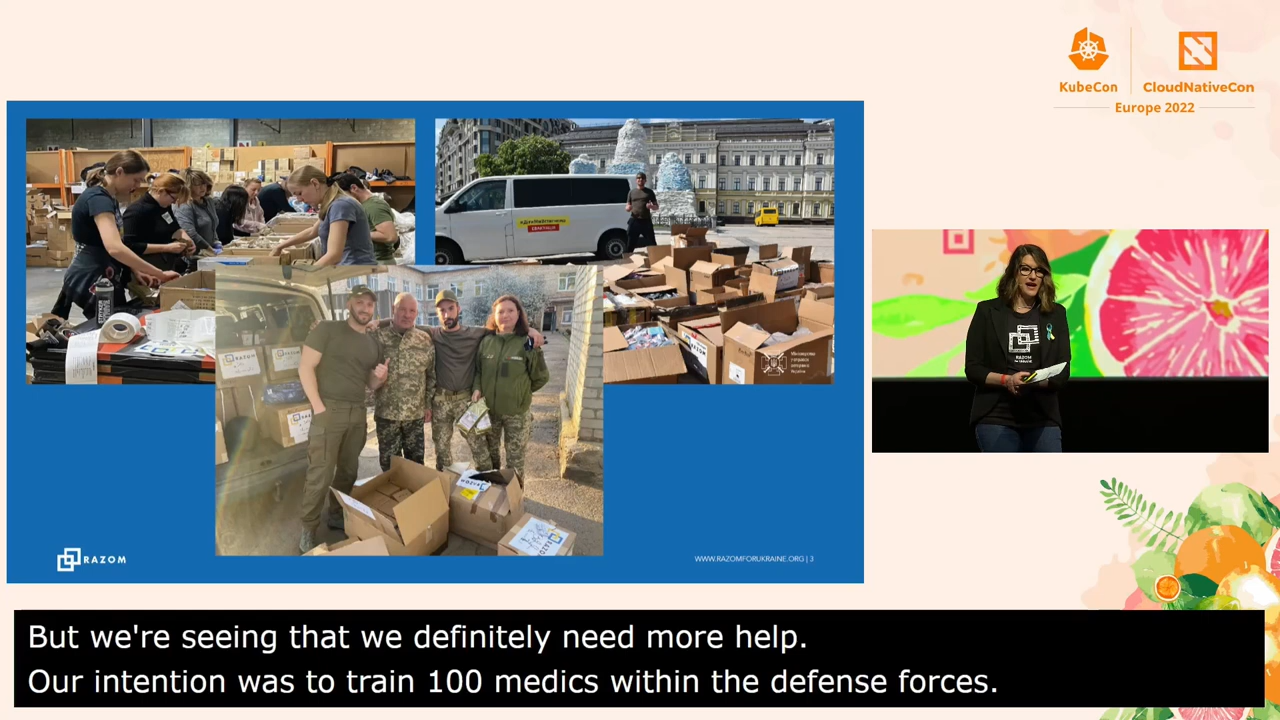 KubeCon
CloudNativeCon
Europe 2022
RAZOM
RAZOM
WWW.RAZOMFORUKRAINE.ORG | 3
But we're seeing that we definitely need more help.
Our intention was to train 100 medics within the defense forces.